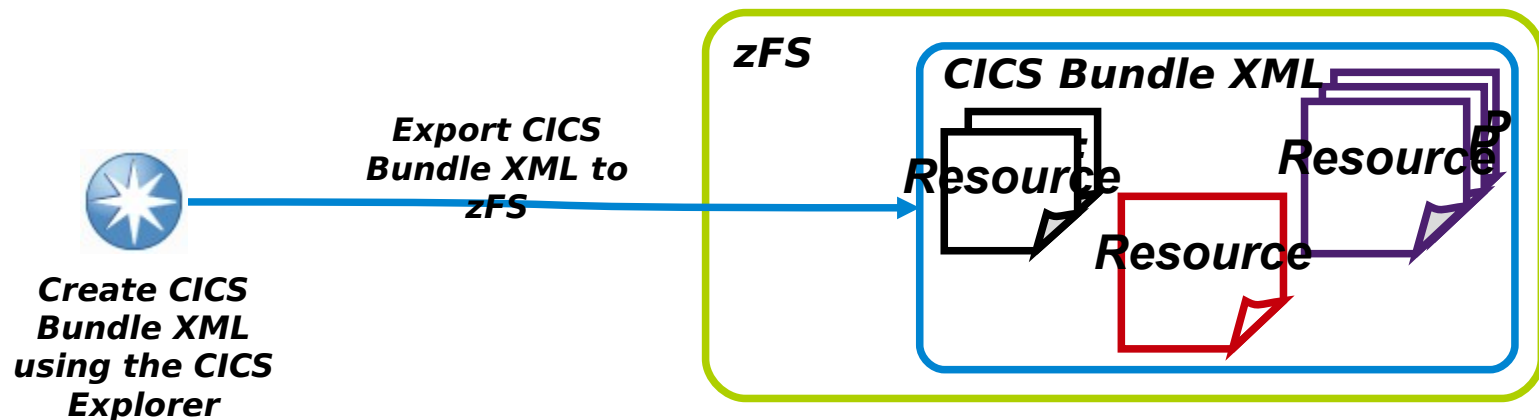 zFS
CICS Bundle XML
Export CICS
Bundle XML to
zFS
Resource
Resource
Resource
Create CICS
Bundle XML
using the CICS
Explorer